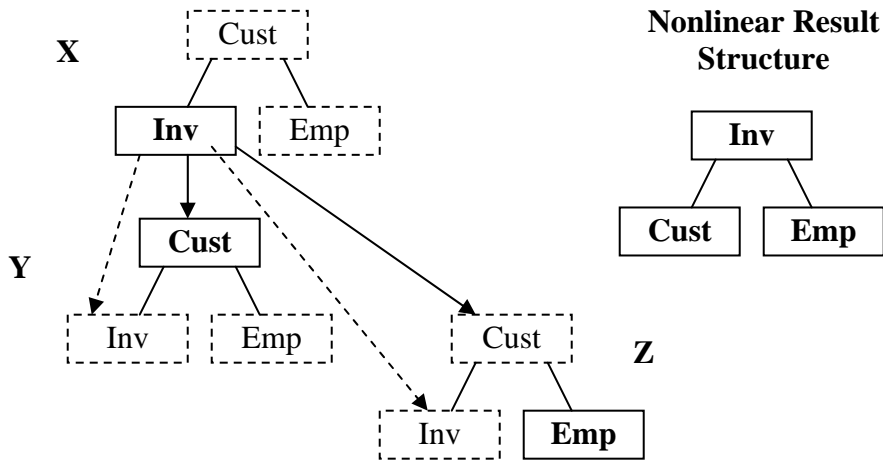 Cust
X
Inv
Emp
Cust
Y
Inv
Emp
Cust
Z
Inv
Emp
Nonlinear Result
Structure
Inv
Cust
Emp